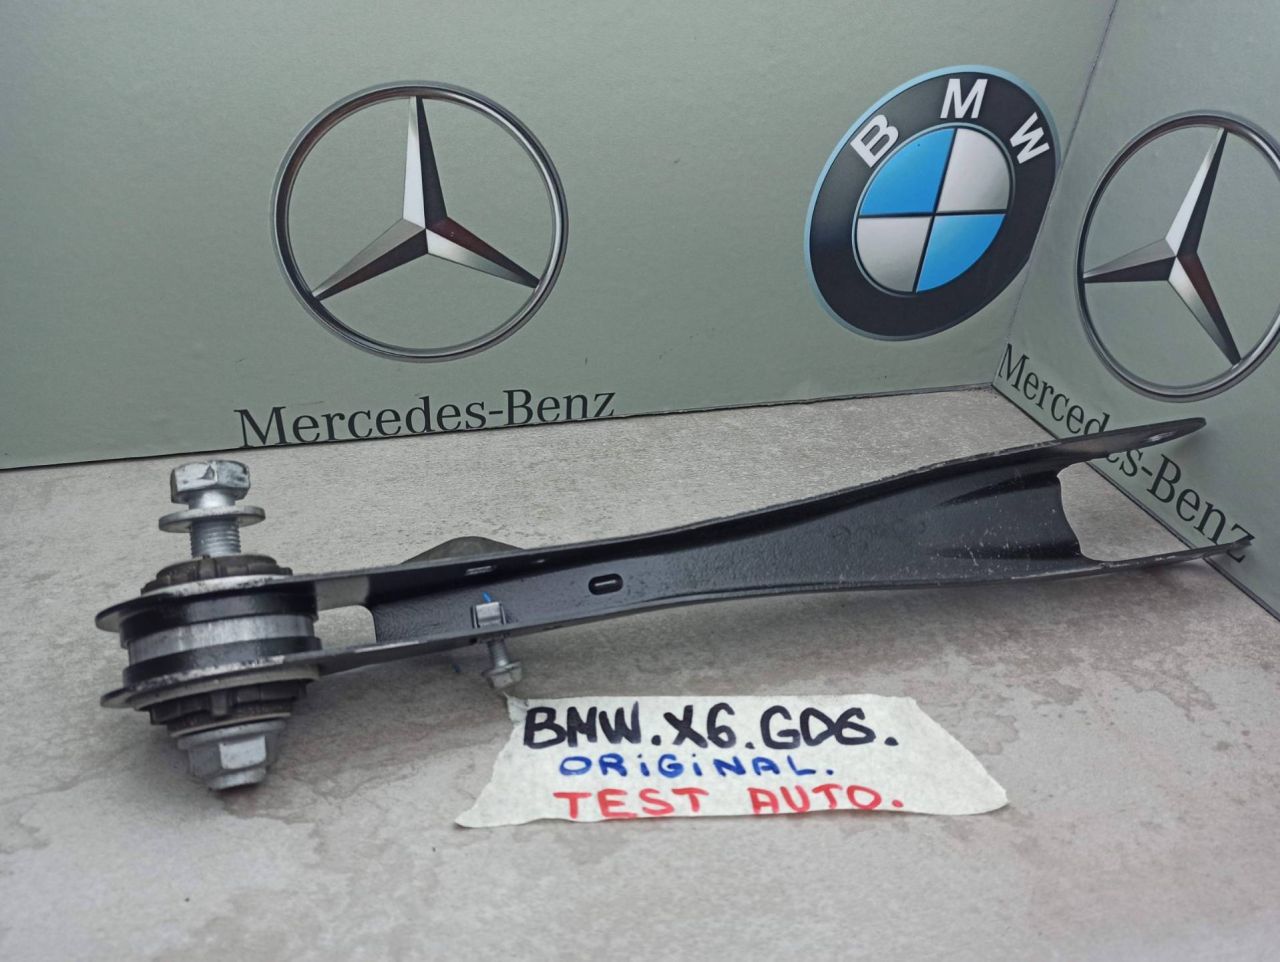 BMW
Mercedes-Benz
Mercedes-Benz
BMW.X6.G06.
ORiGiNAL.
TEST AUTO.